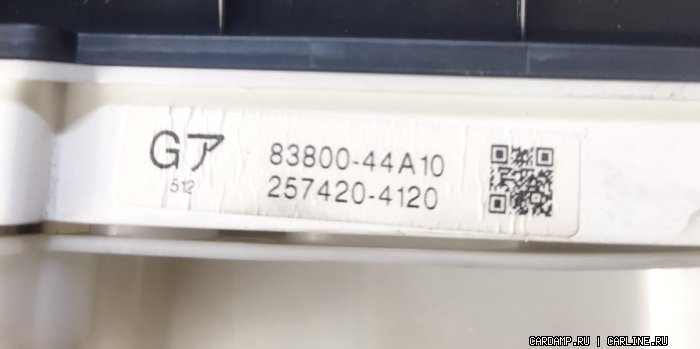 Gア 83800-44A10
512 257420-4120
CARDAMP.RU | CARLINE.RU